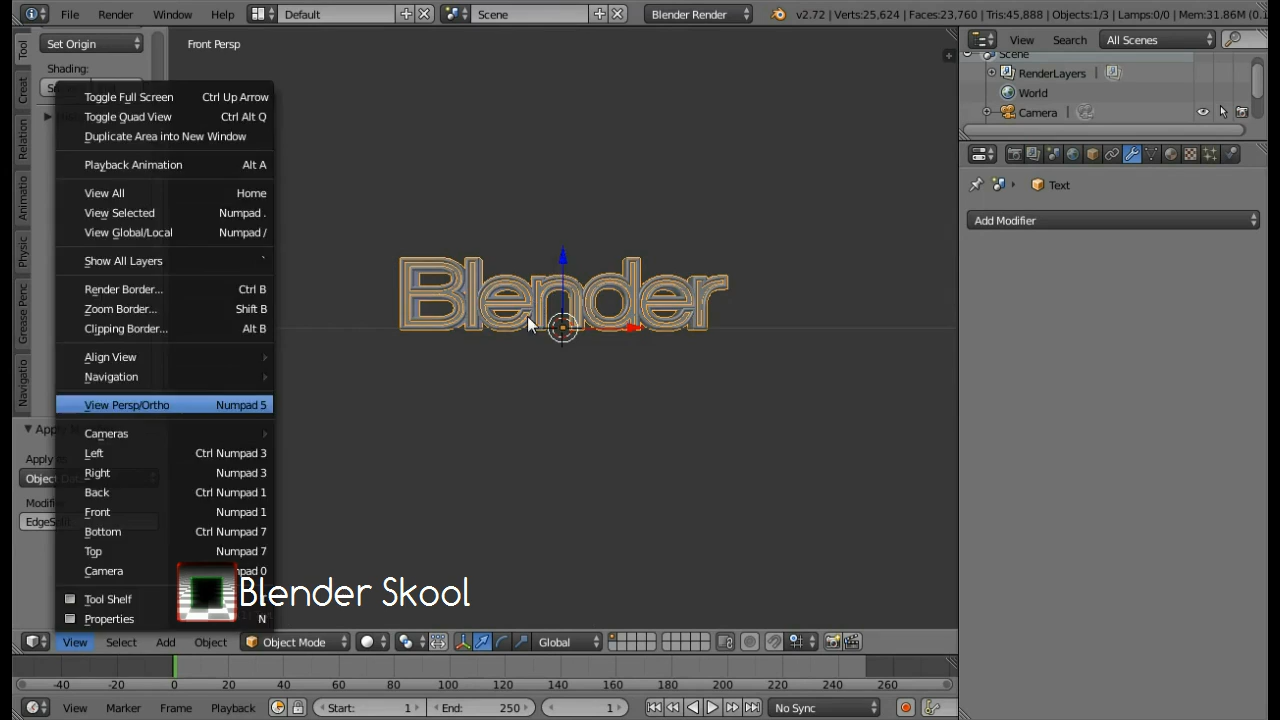 File Render Window Help Default Scene Blender Render v2.72 | Verts:25,624 | Faces:23,760 | Tris:45,888 | Objects:1/3 | Lamps:0/0 | Mem:31.86M
Set Origin
Front Persp
View Search All Scenes
Scene
Shading:
RenderLayers
World
Camera
Tool
Creat
Relation
Animatio
Physic
Grease Penc
Navigatio
Toggle Full Screen Ctrl Up Arrow
Toggle Quad View Ctrl Alt Q
Duplicate Area into New Window
Playback Animation Alt A
View All Home
View Selected Numpad .
View Global/Local Numpad /
Show All Layers `
Render Border... Ctrl B
Zoom Border... Shift B
Clipping Border... Alt B
Align View
Navigation
View Persp/Ortho Numpad 5
Cameras
Left Ctrl Numpad 3
Right Numpad 3
Back Ctrl Numpad 1
Front Numpad 1
Bottom Ctrl Numpad 7
Top Numpad 7
Camera
Tool Shelf
Properties N
Text
Add Modifier
Blender
Blender Skool
View Select Add Object Object Mode Global
-40 -20 0 20 40 60 80 100 120 140 160 180 200 220 240 260
View Marker Frame Playback Start: 1 End: 250 1 No Sync